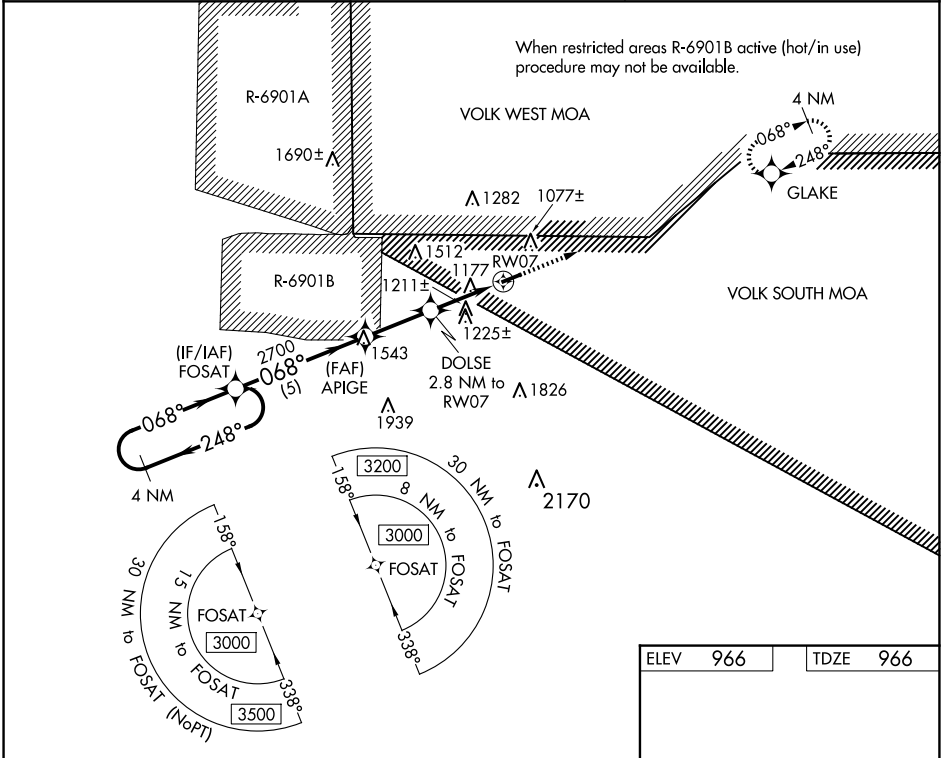 When restricted areas R-6901B active (hot/in use)
procedure may not be available.
R-6901A
VOLK WEST MOA
4 NM
068°
248°
GLAKE
1690±
1282
1077±
1512
RW07
1177
R-6901B
1211±
VOLK SOUTH MOA
1225±
(IF/IAF)
FOSAT
2700
068°
(5)
1543
(FAF)
APIGE
DOLSE
2.8 NM to
RW07
1826
1939
068°
248°
4 NM
2170
3200
30 NM to FOSAT
158°
8 NM to FOSAT
3000
FOSAT
338°
158°
30 NM to FOSAT (NoPT)
15 NM to FOSAT
FOSAT
3000
3500
338°
ELEV 966
TDZE 966